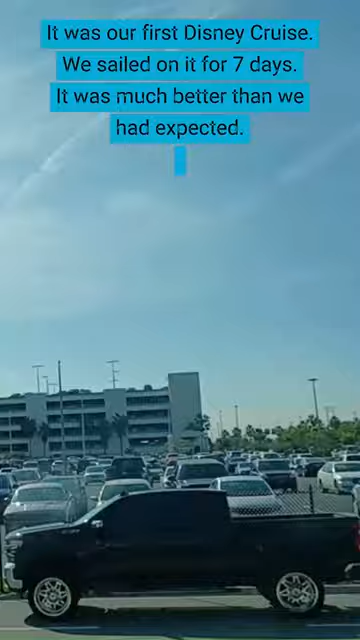 It was our first Disney Cruise.
We sailed on it for 7 days.
It was much better than we
had expected.